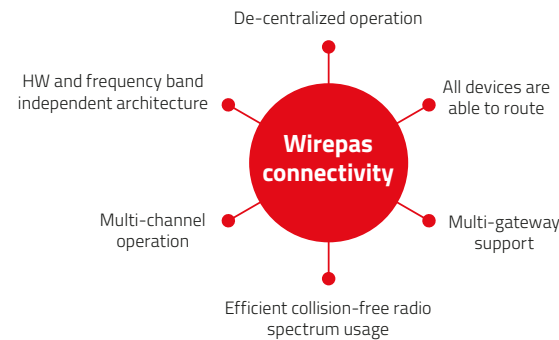 De-centralized operation
HW and frequency band
independent architecture
All devices are
able to route
Wirepas
connectivity
Multi-channel
operation
Multi-gateway
support
Efficient collision-free radio
spectrum usage